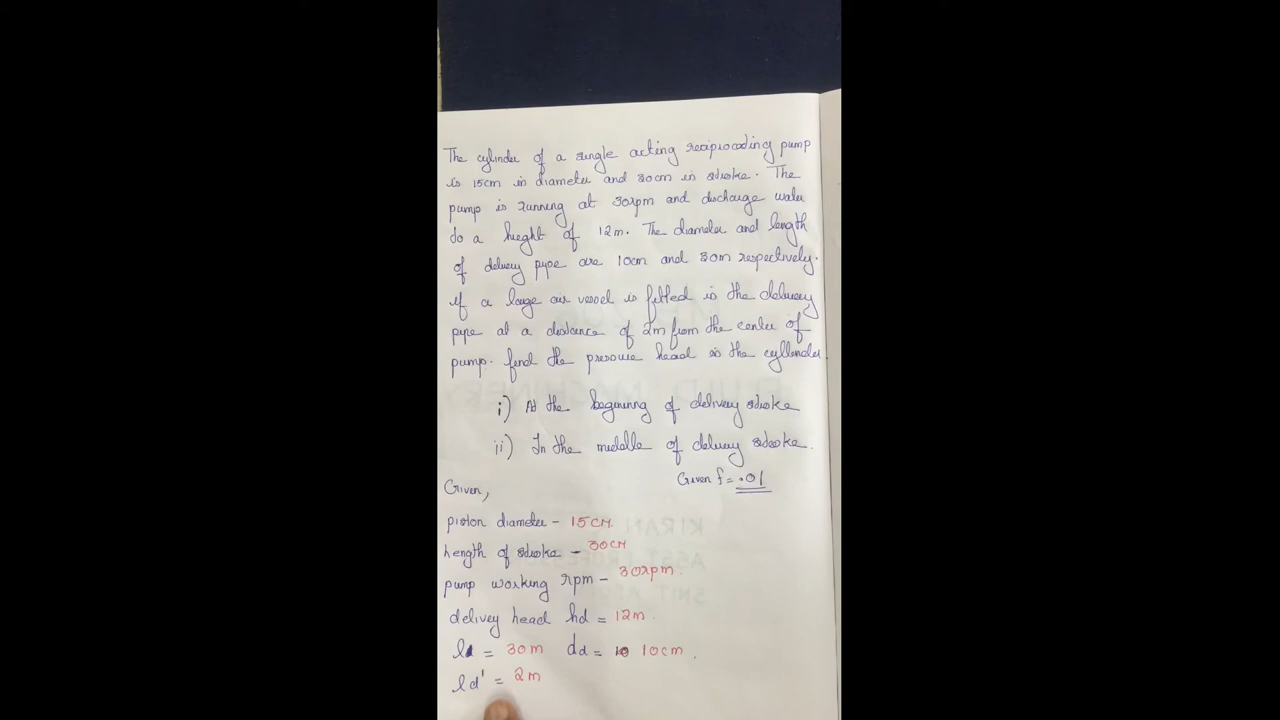 The cylinder of a single acting reciprocating pump
is 15cm in diameter and 30cm in stroke. The
pump is running at 30rpm and discharge water
to a hieght of 12m. The diameter and length
of delivery pype are 10cm and 30m respectively.
if a large air vessel is fitted in the delivery
pipe at a distance of 2m from the center of
pump. find the pressure head in the cyllender.
i) At the beginning of delivery stroke
ii) In the middle of delivery stroke.
Given f = .01
Given,
piston diameter - 15CM.
Length of stroke - 30CM
pump working rpm - 30rpm.
delivey head hd = 12m.
ld = 30m dd = 10cm.
ld' = 2m